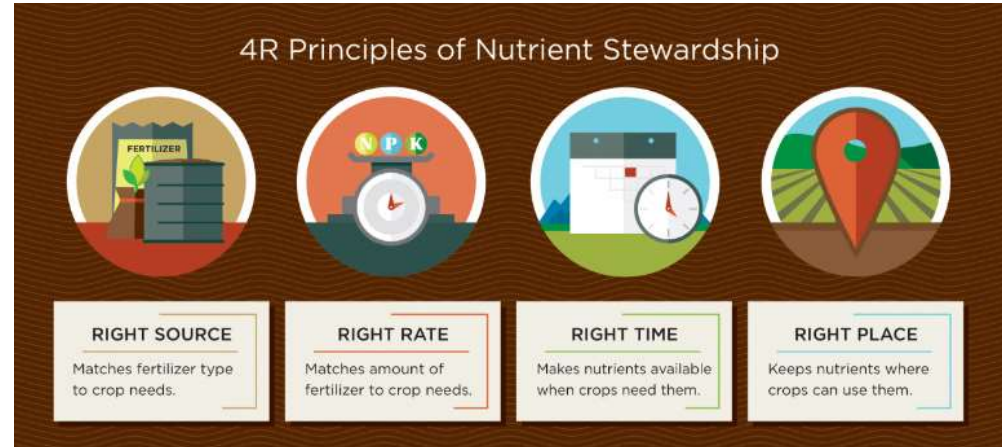 4R Principles of Nutrient Stewardship
FERTILIZER
N P K
RIGHT SOURCE
Matches fertilizer type
to crop needs.
RIGHT RATE
Matches amount of
fertilizer to crop needs.
RIGHT TIME
Makes nutrients available
when crops need them.
RIGHT PLACE
Keeps nutrients where
crops can use them.